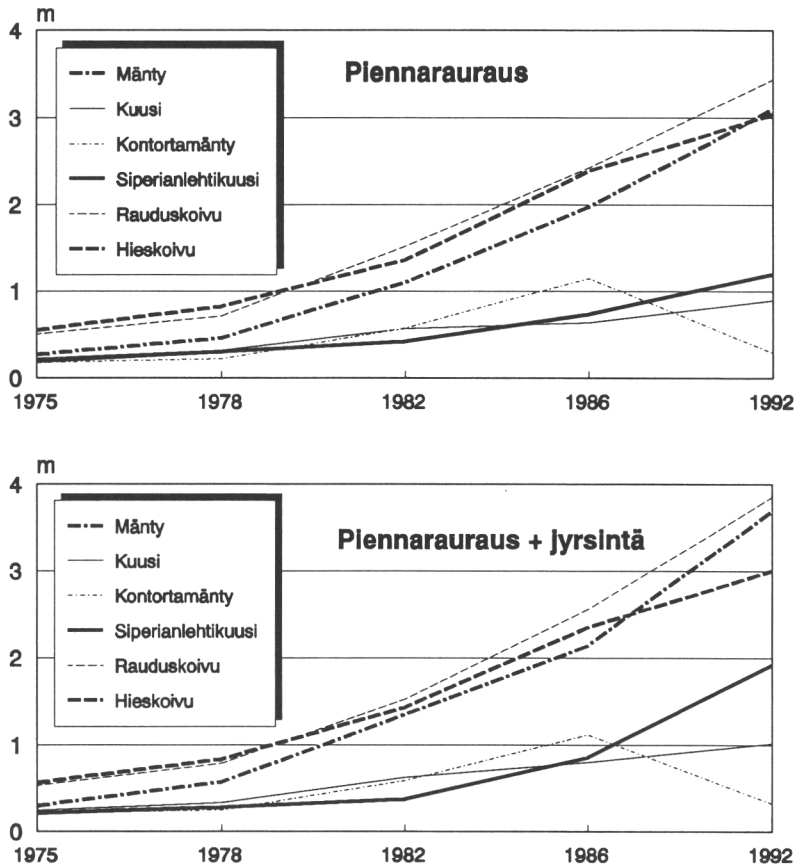 m
4
Piennarauraus
Mänty
Kuusi
Kontortamänty
Siperianlehtikuusi
Rauduskoivu
Hieskoivu
3
2
1
0
1975 1978 1982 1986 1992
m
4
Piennarauraus + jyrsintä
Mänty
Kuusi
Kontortamänty
Siperianlehtikuusi
Rauduskoivu
Hieskoivu
3
2
1
0
1975 1978 1982 1986 1992